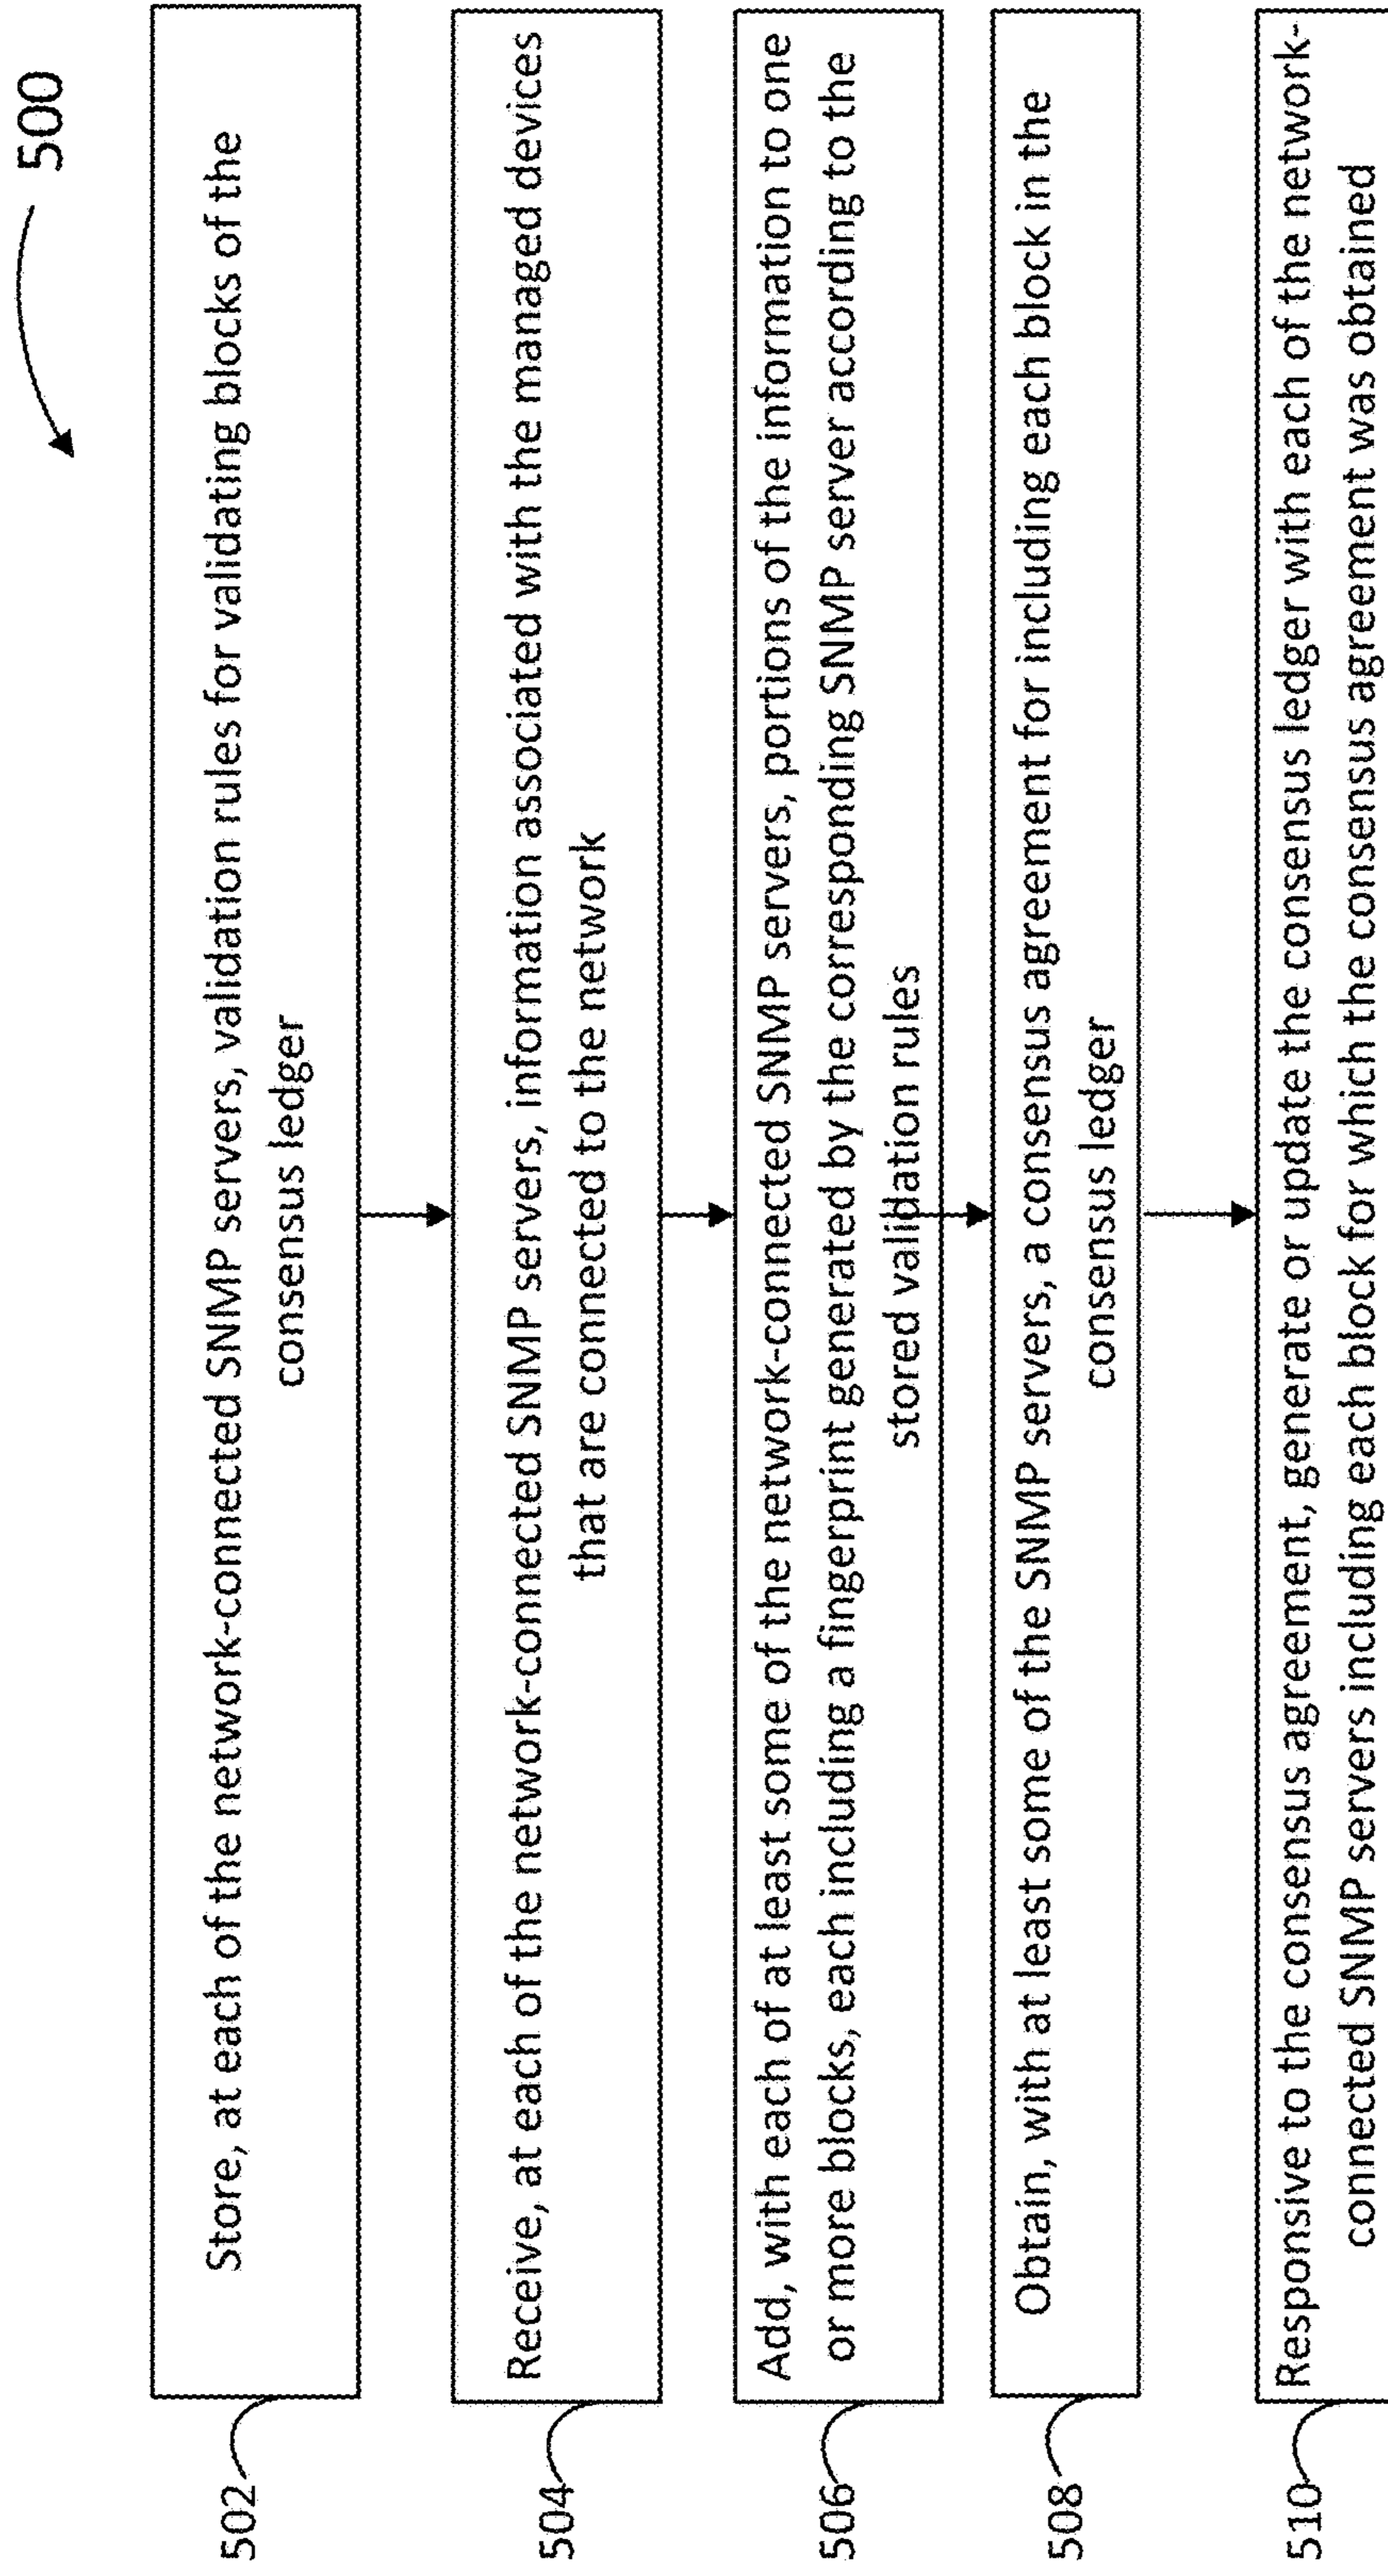 500
502
Store, at each of the network-connected SNMP servers, validation rules for validating blocks of the
consensus ledger
504
Receive, at each of the network-connected SNMP servers, information associated with the managed devices
that are connected to the network
506
Add, with each of at least some of the network-connected SNMP servers, portions of the information to one
or more blocks, each including a fingerprint generated by the corresponding SNMP server according to the
stored validation rules
508
Obtain, with at least some of the SNMP servers, a consensus agreement for including each block in the
consensus ledger
510
Responsive to the consensus agreement, generate or update the consensus ledger with each of the network-
connected SNMP servers including each block for which the consensus agreement was obtained